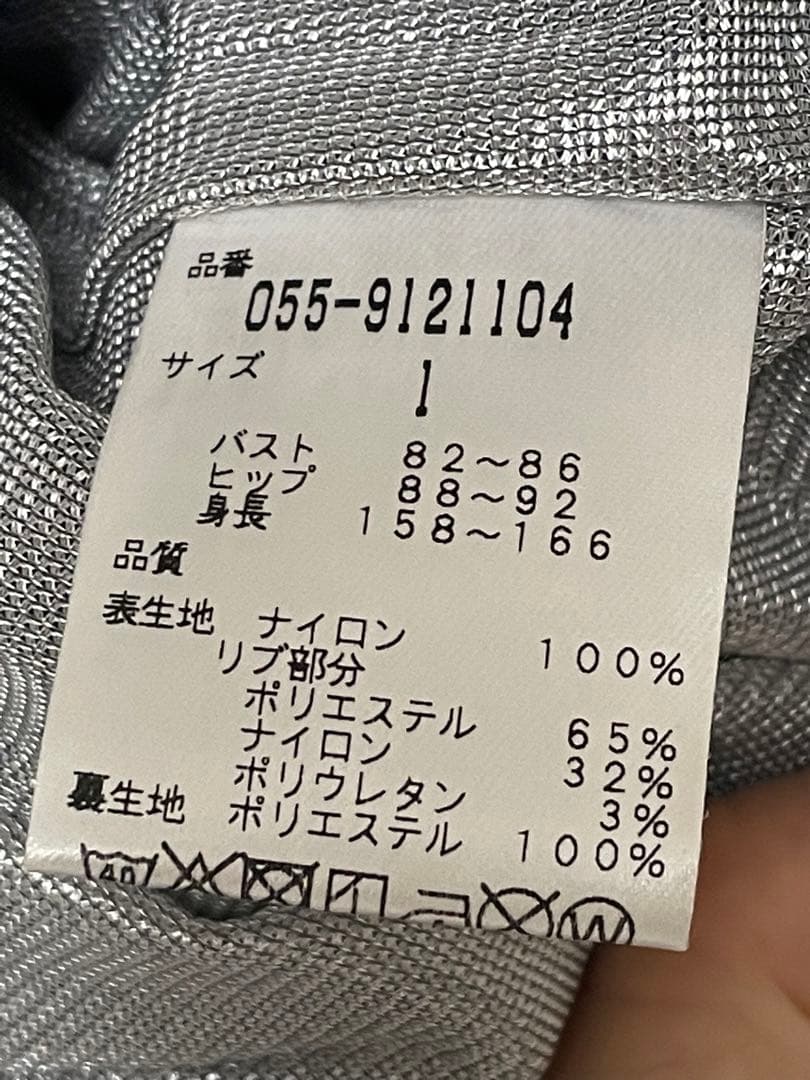 品番
055-9121104
サイズ 1
バスト 82～86
ヒップ 88～92
身長 158～166
品質
表生地 ナイロン 100%
リブ部分
ポリエステル 65%
ナイロン 32%
ポリウレタン 3%
裏生地 ポリエステル 100%
40 W